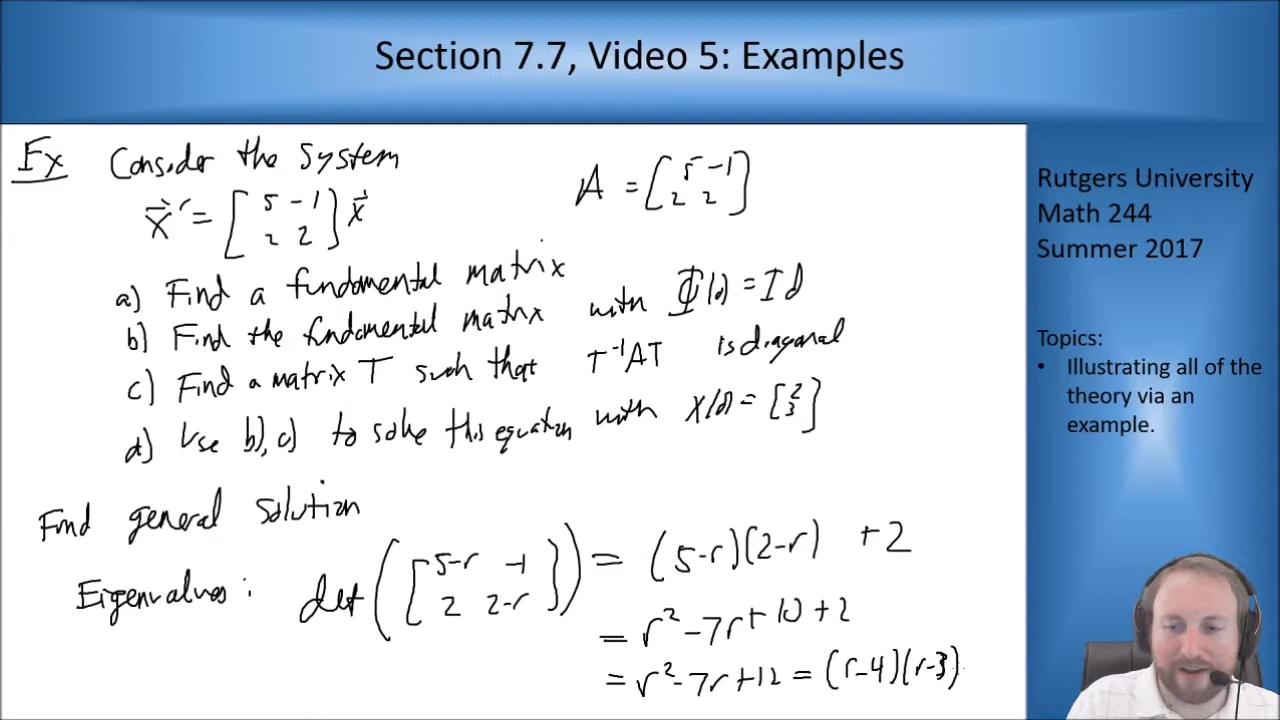 Section 7.7, Video 5: Examples
Ex Consider the system
x⃗' = [5 -1; 2 2] x⃗
A = [5 -1; 2 2]
a) Find a fundamental matrix
b) Find the fundamental matrix with Φ(0) = Id
c) Find a matrix T such that T⁻¹AT is diagonal
d) Use b), c) to solve this equation with x(0) = [2; 3]
Find general solution
Eigenvalues: det([5-r -1; 2 2-r]) = (5-r)(2-r) +2
= r² - 7r + 10 + 2
= r² - 7r + 12 = (r-4)(r-3)
Rutgers University
Math 244
Summer 2017
Topics:
• Illustrating all of the
theory via an
example.